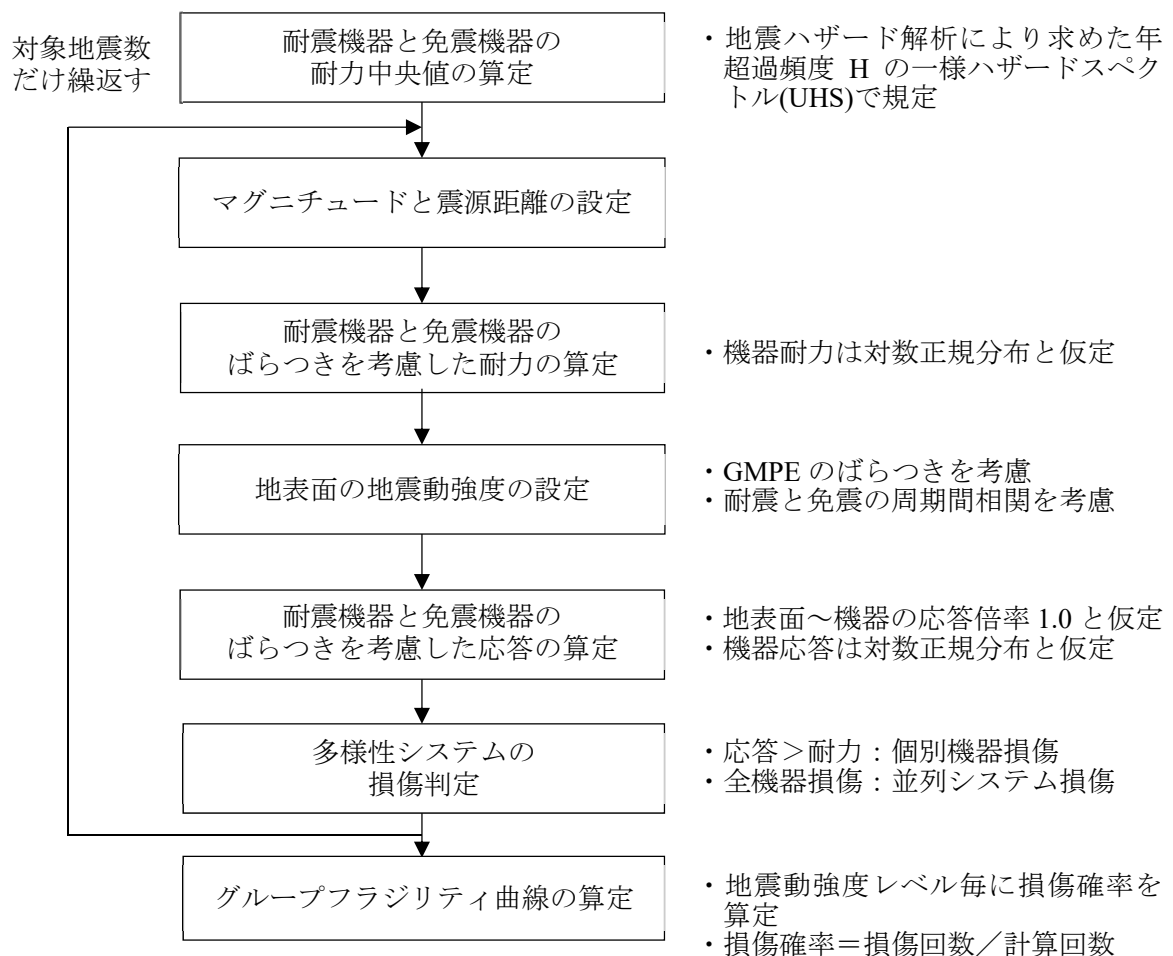 対象地震数
だけ繰返す
耐震機器と免震機器の
耐力中央値の算定
・地震ハザード解析により求めた年
超過頻度 H の一様ハザードスペク
トル(UHS)で規定
マグニチュードと震源距離の設定
耐震機器と免震機器の
ばらつきを考慮した耐力の算定
・機器耐力は対数正規分布と仮定
地表面の地震動強度の設定
・GMPE のばらつきを考慮
・耐震と免震の周期間相関を考慮
耐震機器と免震機器の
ばらつきを考慮した応答の算定
・地表面～機器の応答倍率 1.0 と仮定
・機器応答は対数正規分布と仮定
多様性システムの
損傷判定
・応答＞耐力：個別機器損傷
・全機器損傷：並列システム損傷
グループフラジリティ曲線の算定
・地震動強度レベル毎に損傷確率を
算定
・損傷確率＝損傷回数／計算回数